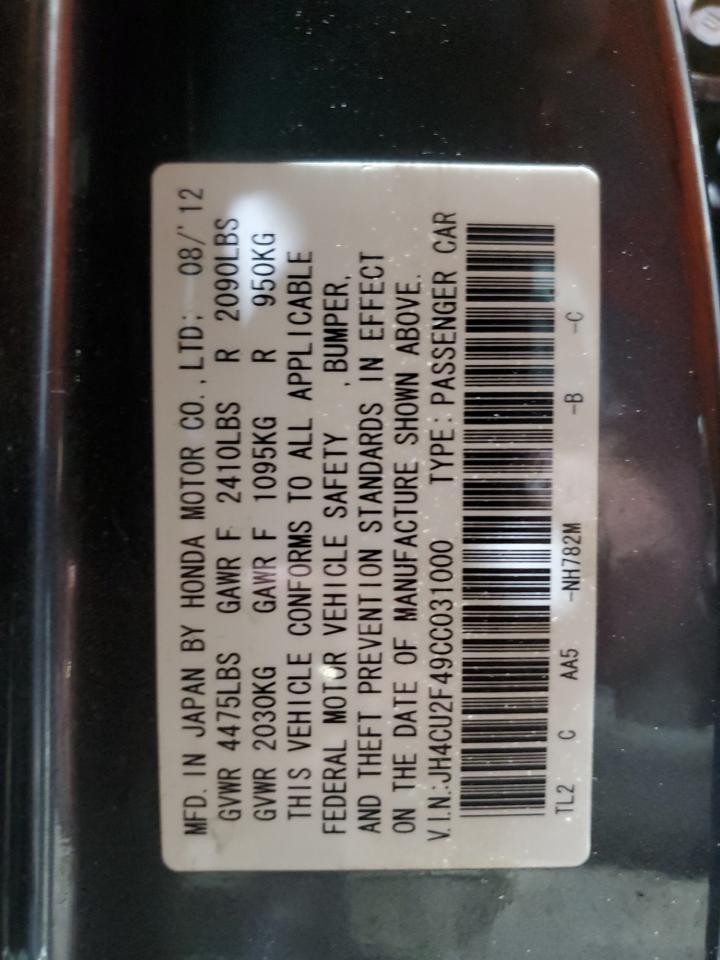 MFD. IN JAPAN BY HONDA MOTOR CO., LTD; 08/'12
GVWR 4475LBS GAWR F 2410LBS R 2090LBS
GVWR 2030KG GAWR F 1095KG R 950KG
THIS VEHICLE CONFORMS TO ALL APPLICABLE
FEDERAL MOTOR VEHICLE SAFETY , BUMPER,
AND THEFT PREVENTION STANDARDS IN EFFECT
ON THE DATE OF MANUFACTURE SHOWN ABOVE.
V.I.N.:JH4CU2F49CC031000 TYPE: PASSENGER CAR
TL2 C AA5 -NH782M -B -C